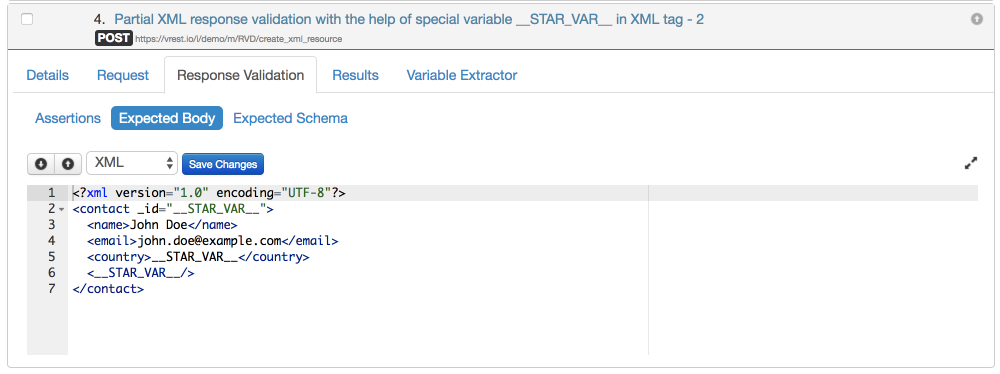 4. Partial XML response validation with the help of special variable __STAR_VAR__ in XML tag - 2
POST https://vrest.io/i/demo/m/RVD/create_xml_resource
Details Request Response Validation Results Variable Extractor
Assertions Expected Body Expected Schema
XML Save Changes
1 <?xml version="1.0" encoding="UTF-8"?>
2 <contact _id="__STAR_VAR__">
3 <name>John Doe</name>
4 <email>john.doe@example.com</email>
5 <country>__STAR_VAR__</country>
6 <__STAR_VAR__/>
7 </contact>